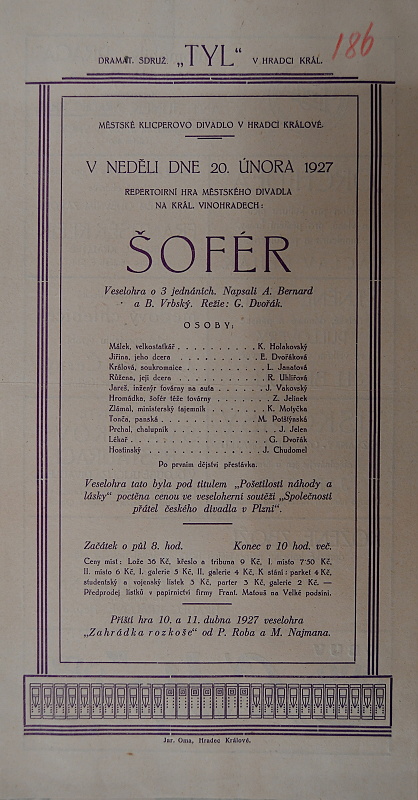 DRAMAT. SDRUŽ. „TYL“ V HRADCI KRÁL.
186
MĚSTSKÉ KLICPEROVO DIVADLO V HRADCI KRÁLOVÉ.
V NEDĚLI DNE 20. ÚNORA 1927
REPERTOIRNÍ HRA MĚSTSKÉHO DIVADLA
NA KRÁL. VINOHRADECH:
ŠOFÉR
Veselohra o 3 jednáních. Napsali A. Bernard
a B. Vrbský. Režie: G. Dvořák.
OSOBY:
Málek, velkostatkář . . . . . . . . . . K. Holakovský
Jiřina, jeho dcera . . . . . . . . . . E. Dvořáková
Králová, soukromnice . . . . . . . . . . L. Janatová
Růžena, její dcera . . . . . . . . . . R. Uhlířová
Jareš, inženýr továrny na auta . . . . . . J. Vakovský
Hromádka, šofér téže továrny . . . . . . Z. Jelínek
Zlámal, ministerský tajemník . . . . . . K. Motyčka
Tonča, panská . . . . . . . . . . M. Potštýnská
Prchal, chalupník . . . . . . . . . . J. Jelen
Lékař . . . . . . . . . . G. Dvořák
Hostinský . . . . . . . . . . J. Chudomel
Po prvním dějství přestávka.
Veselohra tato byla pod titulem „Pošetilosti náhody a
lásky“ poctěna cenou ve veseloherní soutěži „Společnosti
přátel českého divadla v Plzni“.
Začátek o půl 8. hod. Konec v 10 hod. več.
Ceny míst: Lože 36 Kč, křeslo a tribuna 9 Kč, I. místo 7˙50 Kč,
II. místo 6 Kč, I. galerie 5 Kč, II. galerie 4 Kč, K stání: parket 4 Kč,
studentský a vojenský lístek 3 Kč, parter 3 Kč, galerie 2 Kč. —
Předprodej lístků v papírnictví firmy Frant. Matouš na Velké podsíni.
Příští hra 10. a 11. dubna 1927 veselohra
„Zahrádka rozkoše“ od P. Roba a M. Najmana.
Jar. Oma, Hradec Králové.